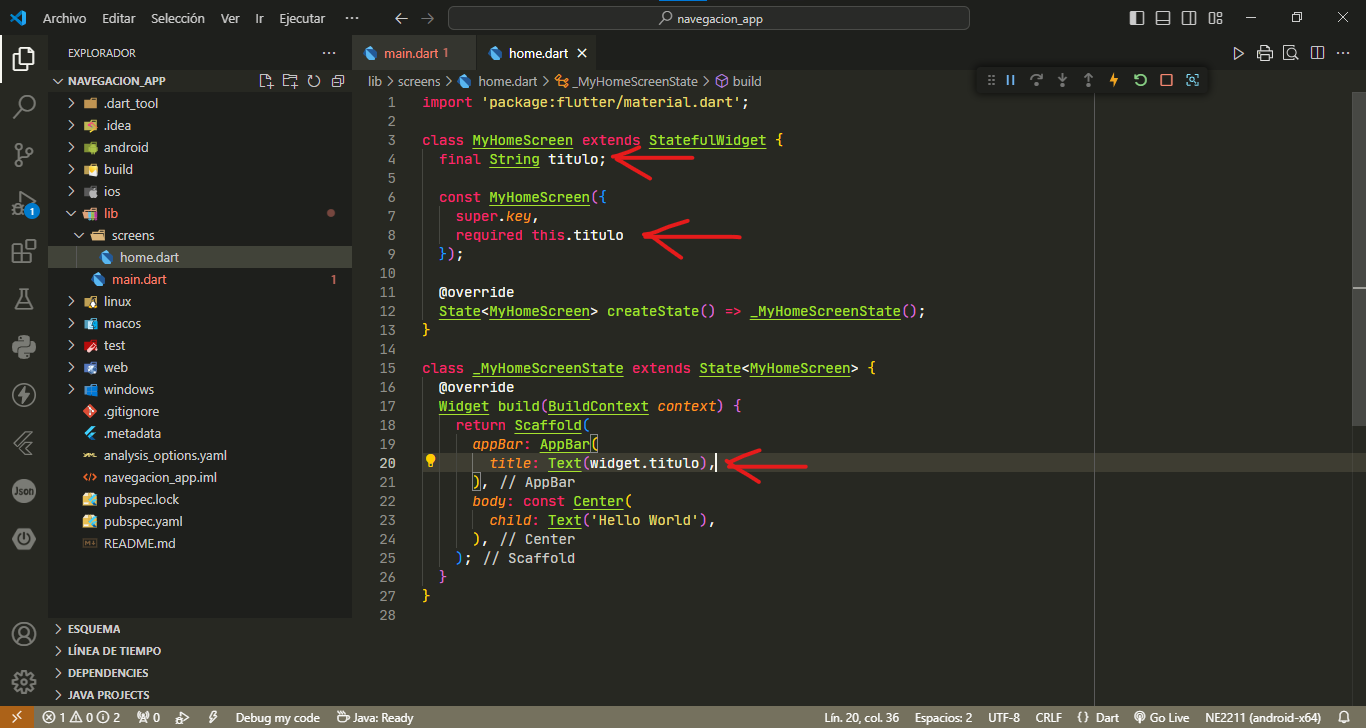 Archivo Editar Selección Ver Ir Ejecutar ··· navegacion_app
EXPLORADOR ···
NAVEGACION_APP
.dart_tool
.idea
android
build
ios
lib
screens
home.dart
main.dart 1
linux
macos
test
web
windows
.gitignore
.metadata
analysis_options.yaml
navegacion_app.iml
pubspec.lock
pubspec.yaml
README.md
ESQUEMA
LÍNEA DE TIEMPO
DEPENDENCIES
JAVA PROJECTS
1
Json
main.dart 1 home.dart
lib > screens > home.dart > _MyHomeScreenState > build
1 import 'package:flutter/material.dart';
2
3 class MyHomeScreen extends StatefulWidget {
4 final String titulo;
5
6 const MyHomeScreen({
7 super.key,
8 required this.titulo
9 });
10
11 @override
12 State<MyHomeScreen> createState() => _MyHomeScreenState();
13 }
14
15 class _MyHomeScreenState extends State<MyHomeScreen> {
16 @override
17 Widget build(BuildContext context) {
18 return Scaffold(
19 appBar: AppBar(
20 title: Text(widget.titulo),
21 ), // AppBar
22 body: const Center(
23 child: Text('Hello World'),
24 ), // Center
25 ); // Scaffold
26 }
27 }
28
1 0 2 0 Debug my code Java: Ready Lín. 20, col. 36 Espacios: 2 UTF-8 CRLF {} Dart Go Live NE2211 (android-x64)